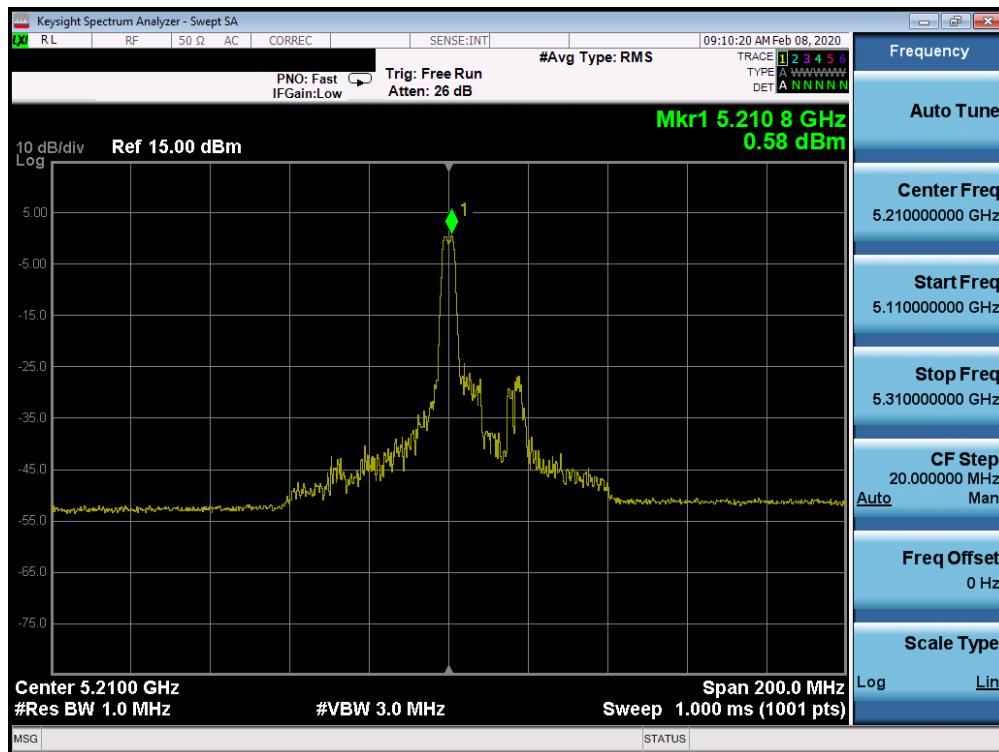 Keysight Spectrum Analyzer - Swept SA
LXI RL RF 50 Ω AC CORREC SENSE:INT 09:10:20 AM Feb 08, 2020
#Avg Type: RMS
TRACE 1 2 3 4 5 6
TYPE A WWWWW
DET A N N N N N
PNO: Fast
IFGain:Low
Trig: Free Run
Atten: 26 dB
Mkr1 5.210 8 GHz
0.58 dBm
10 dB/div
Log
Ref 15.00 dBm
1
5.00
-5.00
-15.0
-25.0
-35.0
-45.0
-55.0
-65.0
-75.0
Center 5.2100 GHz
Span 200.0 MHz
#Res BW 1.0 MHz
#VBW 3.0 MHz
Sweep 1.000 ms (1001 pts)
MSG
STATUS
Frequency
Auto Tune
Center Freq
5.210000000 GHz
Start Freq
5.110000000 GHz
Stop Freq
5.310000000 GHz
CF Step
20.000000 MHz
Auto Man
Freq Offset
0 Hz
Scale Type
Log Lin